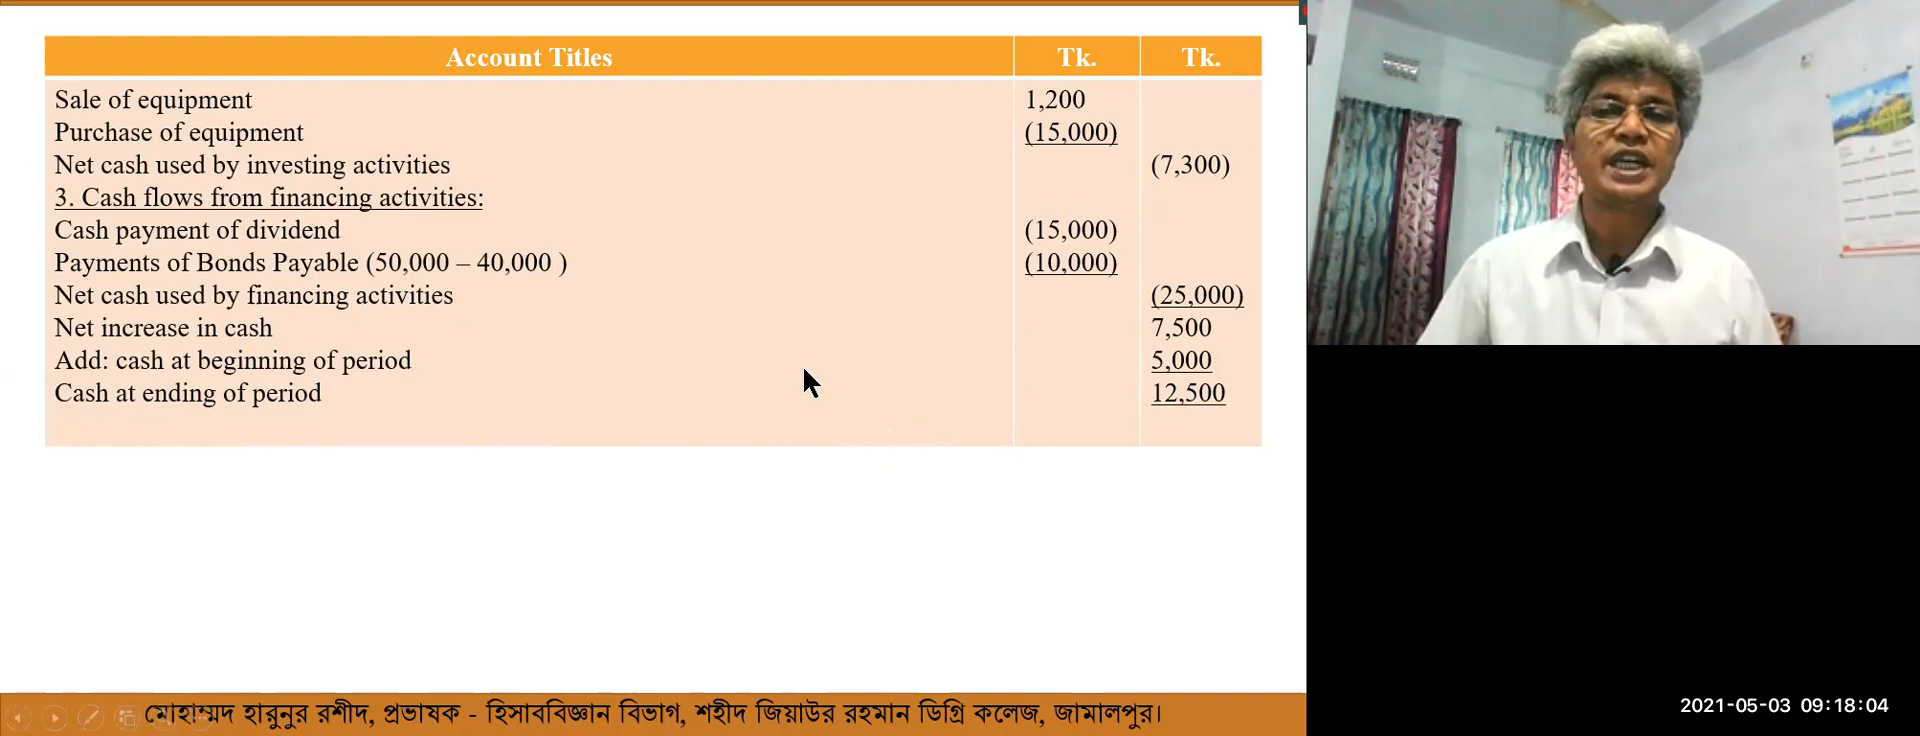 Account Titles Tk. Tk.
Sale of equipment 1,200
Purchase of equipment (15,000)
Net cash used by investing activities (7,300)
3. Cash flows from financing activities:
Cash payment of dividend (15,000)
Payments of Bonds Payable (50,000 – 40,000 ) (10,000)
Net cash used by financing activities (25,000)
Net increase in cash 7,500
Add: cash at beginning of period 5,000
Cash at ending of period 12,500
মোহাম্মদ হারুনুর রশীদ, প্রভাষক - হিসাববিজ্ঞান বিভাগ, শহীদ জিয়াউর রহমান ডিগ্রি কলেজ, জামালপুর।
2021-05-03 09:18:04